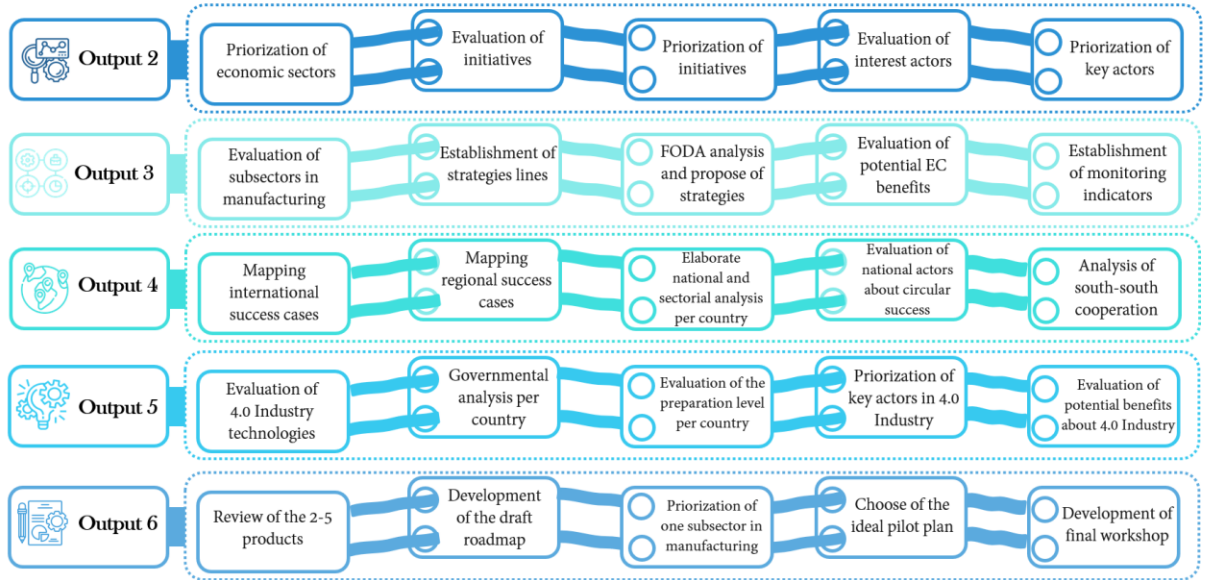 Output 2
Priorization of
economic sectors
Evaluation of
initiatives
Priorization of
initiatives
Evaluation of
interest actors
Priorization of
key actors
Output 3
Evaluation of
subsectors in
manufacturing
Establishment of
strategies lines
FODA analysis
and propose of
strategies
Evaluation of
potential EC
benefits
Establishment
of monitoring
indicators
Output 4
Mapping
international
success cases
Mapping
regional success
cases
Elaborate
national and
sectorial analysis
per country
Evaluation of
national actors
about circular
success
Analysis of
south-south
cooperation
Output 5
Evaluation of
4.0 Industry
technologies
Governmental
analysis per
country
Evaluation of the
preparation level
per country
Priorization of
key actors in 4.0
Industry
Evaluation of
potential benefits
about 4.0 Industry
Output 6
Review of the 2-5
products
Development
of the draft
roadmap
Priorization of
one subsector in
manufacturing
Choose of the
ideal pilot plan
Development of
final workshop